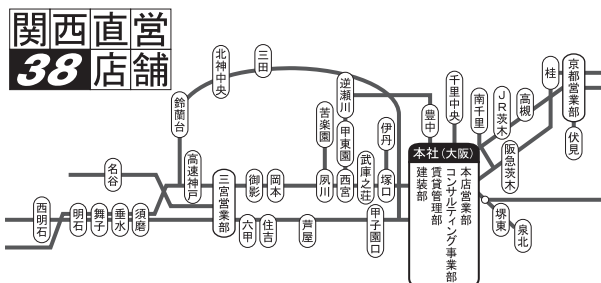 関西直営
38店舗
北神中央
三田
鈴蘭台
高速神戸
名谷
西明石
明石
舞子
垂水
須磨
三宮営業部
御影
岡本
六甲
住吉
芦屋
苦楽園
夙川
逆瀬川
甲東園
西宮
武庫之荘
伊丹
塚口
甲子園口
豊中
千里中央
南千里
JR茨木
高槻
阪急茨木
桂
京都営業部
伏見
本社(大阪)
本店営業部
コンサルティング事業部
賃貸管理部
建装部
堺東
泉北